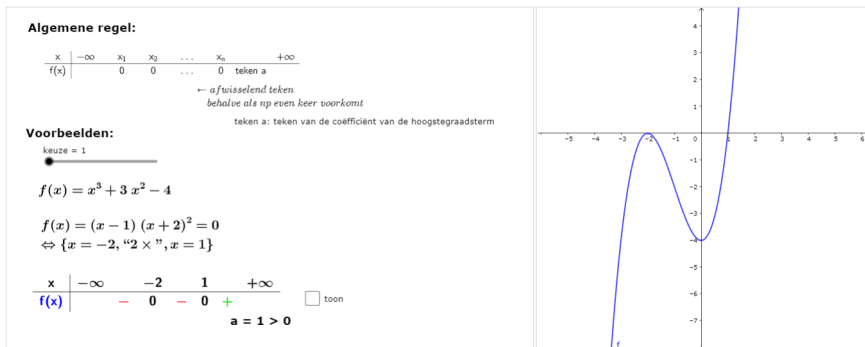 Algemene regel:
x −∞ x₁ x₂ ... xₙ +∞
f(x) 0 0 ... 0 teken a
← afwisselend teken
behalve als np even keer voorkomt
teken a: teken van de coëfficiënt van de hoogstegraadsterm
Voorbeelden:
keuze = 1
f(x) = x³ + 3 x² − 4
f(x) = (x − 1) (x + 2)² = 0
⇔ {x = −2, “2 × ”, x = 1}
x −∞ −2 1 +∞
f(x) − 0 − 0 +
toon
a = 1 > 0
4
3
2
1
−5 −4 −3 −2 −1 0 1 2 3 4 5 6
−1
−2
−3
−4
−5
−6
−7
f